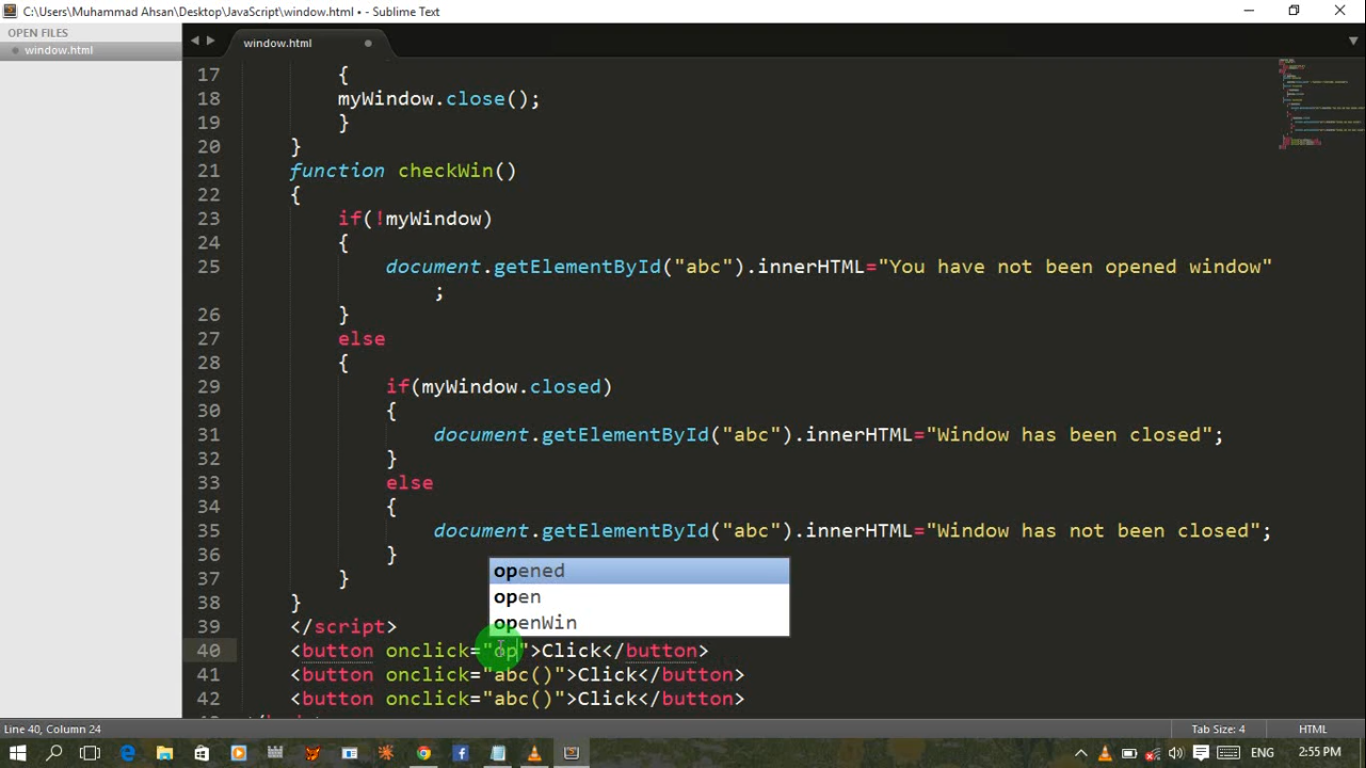 C:\Users\Muhammad Ahsan\Desktop\JavaScript\window.html • - Sublime Text
OPEN FILES
window.html
window.html
17 {
18 myWindow.close();
19 }
20 }
21 function checkWin()
22 {
23 if(!myWindow)
24 {
25 document.getElementById("abc").innerHTML="You have not been opened window"
;
26 }
27 else
28 {
29 if(myWindow.closed)
30 {
31 document.getElementById("abc").innerHTML="Window has been closed";
32 }
33 else
34 {
35 document.getElementById("abc").innerHTML="Window has not been closed";
36 }
37 }
38 }
39 </script>
opened
open
openWin
40 <button onclick="op">Click</button>
41 <button onclick="abc()">Click</button>
42 <button onclick="abc()">Click</button>
Line 40, Column 24
Tab Size: 4
HTML
ENG
2:55 PM